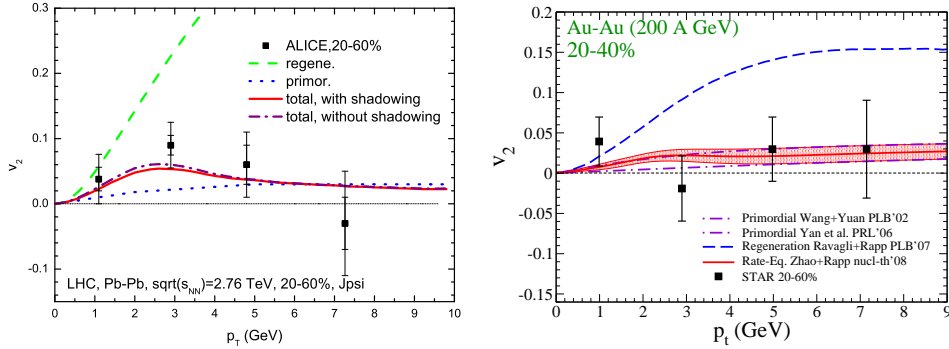 0.3
0.2
0.1
0.0
-0.1
v2
ALICE,20-60%
regene.
primor.
total, with shadowing
total, without shadowing
LHC, Pb-Pb, sqrt(sNN)=2.76 TeV, 20-60%, Jpsi
0 1 2 3 4 5 6 7 8 9 10
pT (GeV)
0.2
0.15
0.1
0.05
0
-0.05
-0.1
-0.15
v2
Au-Au (200 A GeV)
20-40%
Primordial Wang+Yuan PLB'02
Primordial Yan et al. PRL'06
Regeneration Ravagli+Rapp PLB'07
Rate-Eq. Zhao+Rapp nucl-th'08
STAR 20-60%
0 1 2 3 4 5 6 7 8 9
pt (GeV)